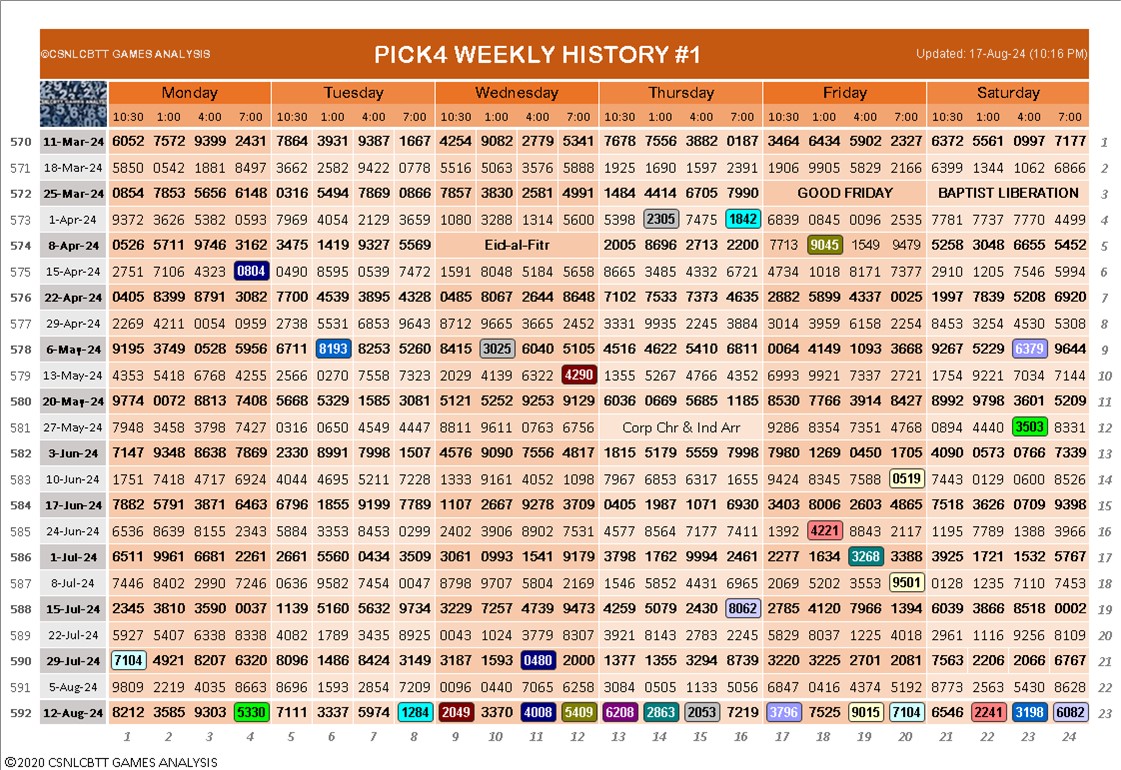 ©CSNLCBTT GAMES ANALYSIS PICK4 WEEKLY HISTORY #1 Updated: 17-Aug-24 (10:16 PM)
Monday Tuesday Wednesday Thursday Friday Saturday
10:30 1:00 4:00 7:00 10:30 1:00 4:00 7:00 10:30 1:00 4:00 7:00 10:30 1:00 4:00 7:00 10:30 1:00 4:00 7:00 10:30 1:00 4:00 7:00
570 11-Mar-24 6052 7572 9399 2431 7864 3931 9387 1667 4254 9082 2779 5341 7678 7556 3882 0187 3464 6434 5902 2327 6372 5561 0997 7177 1
571 18-Mar-24 5850 0542 1881 8497 3662 2582 9422 0778 5516 5063 3576 5888 1925 1690 1597 2391 1906 9905 5829 2166 6399 1344 1062 6866 2
572 25-Mar-24 0854 7853 5656 6148 0316 5494 7869 0866 7857 3830 2581 4991 1484 4414 6705 7990 GOOD FRIDAY BAPTIST LIBERATION 3
573 1-Apr-24 9372 3626 5382 0593 7969 4054 2129 3659 1080 3288 1314 5600 5398 2305 7475 1842 6839 0845 0096 2535 7781 7737 7770 4499 4
574 8-Apr-24 0526 5711 9746 3162 3475 1419 9327 5569 Eid-al-Fitr 2005 8696 2713 2200 7713 9045 1549 9479 5258 3048 6655 5452 5
575 15-Apr-24 2751 7106 4323 0804 0490 8595 0539 7472 1591 8048 5184 5658 8665 3485 4332 6721 4734 1018 8171 7377 2910 1205 7546 5994 6
576 22-Apr-24 0405 8399 8791 3082 7700 4539 3895 4328 0485 8067 2644 8648 7102 7533 7373 4635 2882 5899 4337 0025 1997 7839 5208 6920 7
577 29-Apr-24 2269 4211 0054 0959 2738 5531 6853 9643 8712 9665 3665 2452 3331 9935 2245 3884 3014 3959 6158 2254 8453 3254 4530 5308 8
578 6-May-24 9195 3749 0528 5956 6711 8193 8253 5260 8415 3025 6040 5105 4516 4622 5410 6811 0064 4149 1093 3668 9267 5229 6379 9644 9
579 13-May-24 4353 5418 6768 4255 2566 0270 7558 7323 2029 4139 6322 4290 1355 5267 4766 4352 6993 9921 7337 2721 1754 9221 7034 7144 10
580 20-May-24 9774 0072 8813 7408 5668 5329 1585 3081 5121 5252 9253 9129 6036 0669 5685 1185 8530 7766 3914 8427 8992 9798 3601 5209 11
581 27-May-24 7948 3458 3798 7427 0316 0650 4549 4447 8811 9611 0763 6756 Corp Chr & Ind Arr 9286 8354 7351 4768 0894 4440 3503 8331 12
582 3-Jun-24 7147 9348 8638 7869 2330 8991 7998 1507 4576 9090 7556 4817 1815 5179 5559 7998 7980 1269 0450 1705 4090 0573 0766 7339 13
583 10-Jun-24 1751 7418 4717 6924 4044 4695 5211 7228 1333 9161 4052 1098 7967 6853 6317 1655 9424 8345 7588 0519 7443 0129 0600 8526 14
584 17-Jun-24 7882 5791 3871 6463 6796 1855 9199 7789 1107 2667 9278 3709 0405 1987 1071 6930 3403 8006 2603 4865 7518 3626 0709 9398 15
585 24-Jun-24 6536 8639 8155 2343 5884 3353 8453 0299 2402 3906 8902 7531 4577 8564 7177 7411 1392 4221 8843 2117 1195 7789 1388 3966 16
586 1-Jul-24 6511 9961 6681 2261 2661 5560 0434 3509 3061 0993 1541 9179 3798 1762 9994 2461 2277 1634 3268 3388 3925 1721 1532 5767 17
587 8-Jul-24 7446 8402 2990 7246 0636 9582 7454 0047 8798 9707 5804 2169 1546 5852 4431 6965 2069 5202 3553 9501 0128 1235 7110 7453 18
588 15-Jul-24 2345 3810 3590 0037 1139 5160 5632 9734 3229 7257 4739 9473 4259 5079 2430 8062 2785 4120 7966 1394 6039 3866 8518 0002 19
589 22-Jul-24 5927 5407 6338 8338 4082 1789 3435 8925 0043 1024 3779 8307 3921 8143 2783 2245 5829 8037 1225 4018 2961 1116 9256 8109 20
590 29-Jul-24 7104 4921 8207 6320 8096 1486 8424 3149 3187 1593 0480 2000 1377 1355 3294 8739 3220 3225 2701 2081 7563 2206 2066 6767 21
591 5-Aug-24 9809 2219 4035 8663 8696 1593 2854 7209 0096 0440 7065 6258 3084 0505 1133 5056 6847 0416 4374 5192 8773 2563 5430 8628 22
592 12-Aug-24 8212 3585 9303 5330 7111 3337 5974 1284 2049 3370 4008 5409 6208 2863 2053 7219 3796 7525 9015 7104 6546 2241 3198 6082 23
1 2 3 4 5 6 7 8 9 10 11 12 13 14 15 16 17 18 19 20 21 22 23 24
©2020 CSNLCBTT GAMES ANALYSIS